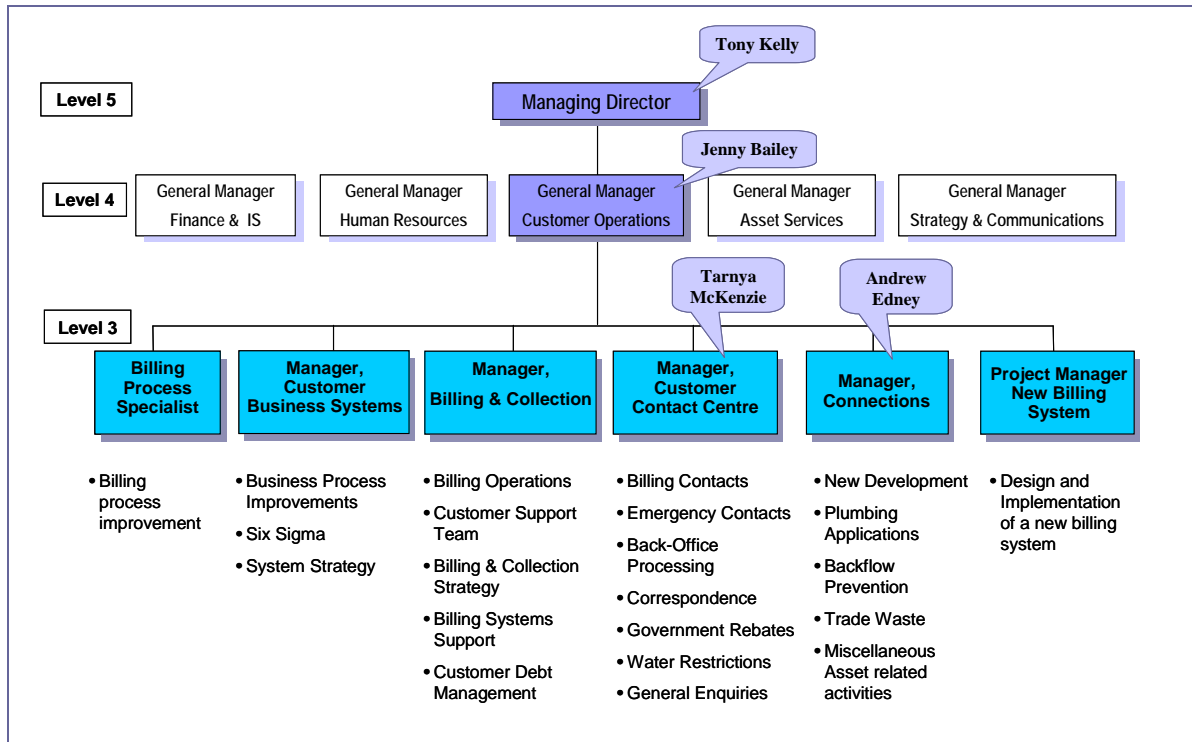 Tony Kelly
Level 5
Managing Director
Jenny Bailey
Level 4
General Manager
Finance & IS
General Manager
Human Resources
General Manager
Customer Operations
General Manager
Asset Services
General Manager
Strategy & Communications
Tarnya
McKenzie
Andrew
Edney
Level 3
Billing
Process
Specialist
Manager,
Customer
Business Systems
Manager,
Billing & Collection
Manager,
Customer
Contact Centre
Manager,
Connections
Project Manager
New Billing
System
• Billing
process
improvement
• Business Process
Improvements
• Six Sigma
• System Strategy
• Billing Operations
• Customer Support
Team
• Billing & Collection
Strategy
• Billing Systems
Support
• Customer Debt
Management
• Billing Contacts
• Emergency Contacts
• Back-Office
Processing
• Correspondence
• Government Rebates
• Water Restrictions
• General Enquiries
• New Development
• Plumbing
Applications
• Backflow
Prevention
• Trade Waste
• Miscellaneous
Asset related
activities
• Design and
Implementation
of a new billing
system